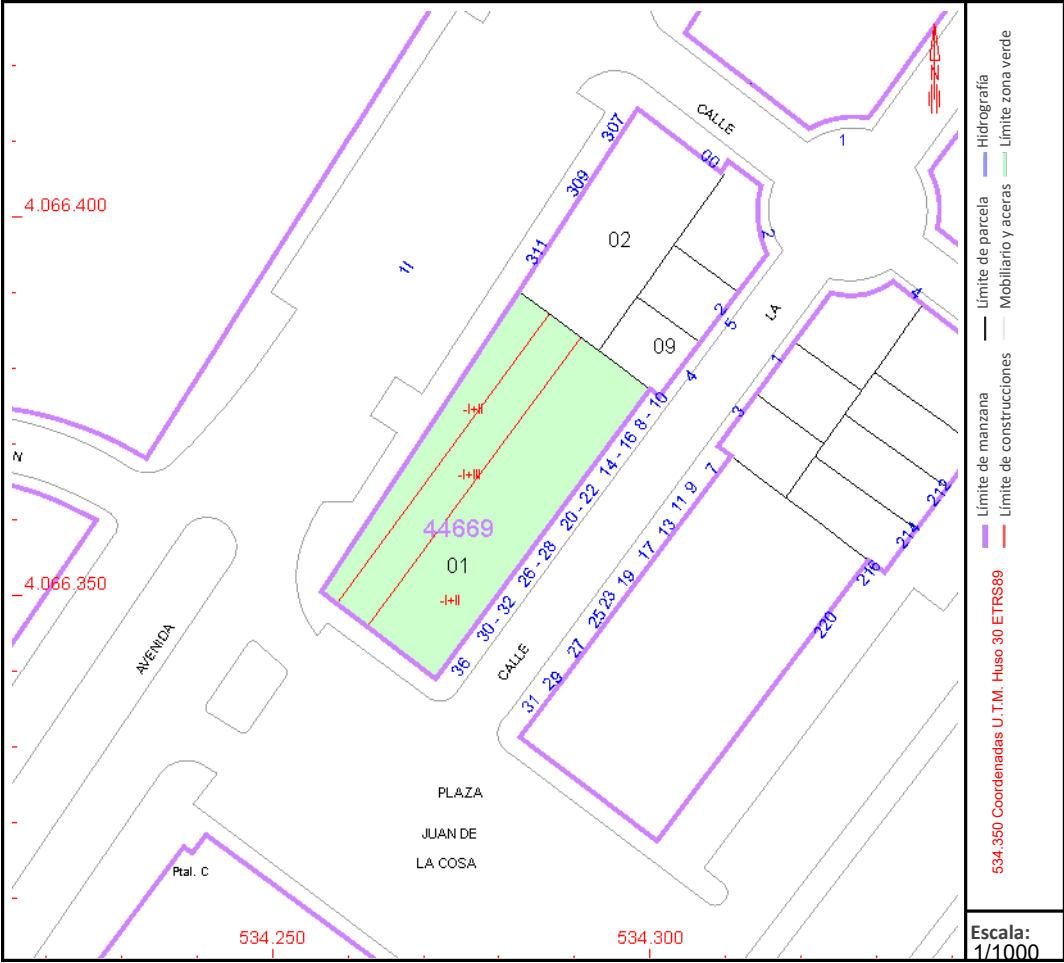 CALLE
1
307
00
309
2
311
02
4.066.400
11
2
5
LA
4
09
1
4
3
8 - 10
-I+II
14 - 16
N
-I+III
7
20 - 22
9
11
212
44669
13
214
26 - 28
17
01
19
216
4.066.350
-I+II
23
30 - 32
25
220
AVENIDA
27
36
CALLE
29
31
PLAZA
JUAN DE
LA COSA
Ptal. C
534.250
534.300
N
Hidrografía
Límite zona verde
Límite de parcela
Mobiliario y aceras
Límite de manzana
Límite de construcciones
534.350 Coordenadas U.T.M. Huso 30 ETRS89
Escala:
1/1000